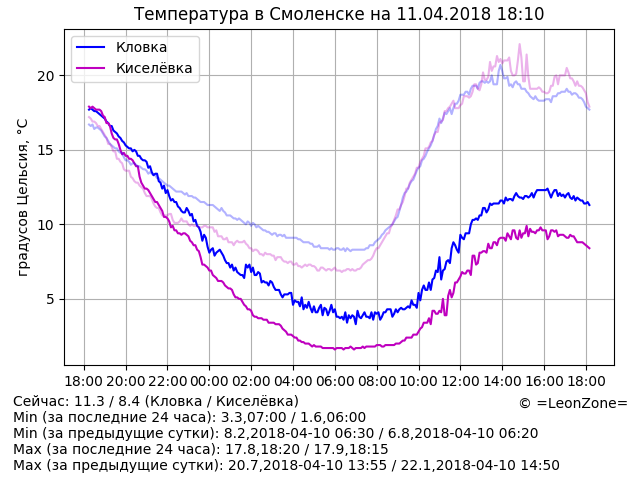 Температура в Смоленске на 11.04.2018 18:10
Кловка
Киселёвка
градусов Цельсия, °C
20
15
10
5
18:00 20:00 22:00 00:00 02:00 04:00 06:00 08:00 10:00 12:00 14:00 16:00 18:00
Сейчас: 11.3 / 8.4 (Кловка / Киселёвка)
© =LeonZone=
Min (за последние 24 часа): 3.3,07:00 / 1.6,06:00
Min (за предыдущие сутки): 8.2,2018-04-10 06:30 / 6.8,2018-04-10 06:20
Max (за последние 24 часа): 17.8,18:20 / 17.9,18:15
Max (за предыдущие сутки): 20.7,2018-04-10 13:55 / 22.1,2018-04-10 14:50